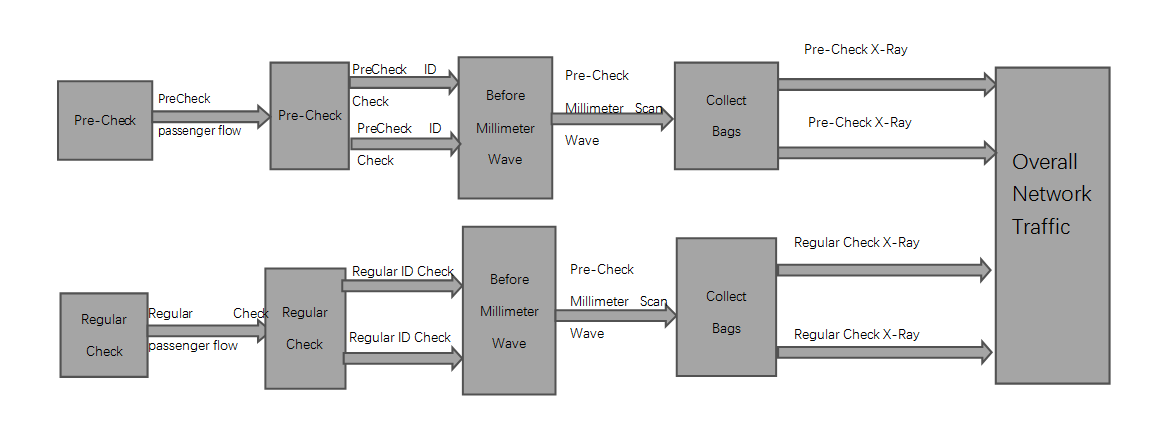 Pre-Check
PreCheck
passenger flow
Pre-Check
PreCheck ID
Check
PreCheck ID
Check
Before
Millimeter
Wave
Pre-Check
Millimeter Scan
Wave
Collect
Bags
Pre-Check X-Ray
Pre-Check X-Ray
Overall
Network
Traffic
Regular
Check
Regular Check
passenger flow
Regular
Check
Regular ID Check
Regular ID Check
Before
Millimeter
Wave
Pre-Check
Millimeter Scan
Wave
Collect
Bags
Regular Check X-Ray
Regular Check X-Ray